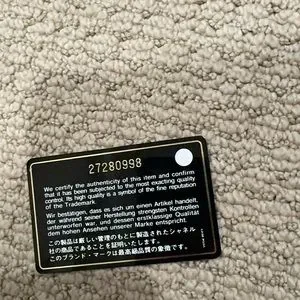 27280998
We certify the authenticity of this item and confirm
that it has been subjected to the most exacting quality
control. Its high quality is a symbol of the fine reputation
of the Trademark.
Wir bestätigen, dass es sich um einen Artikel handelt,
der während seiner Herstellung strengsten Kontrollen
unterworfen war, und dessen erstklassige Qualität
dem hohen Ansehen unserer Marke entspricht.
この製品は厳しい管理のもとに製造されたシャネル
社の商品であることを証明いたします。
このブランド・マークは最高級品質の象徴です。